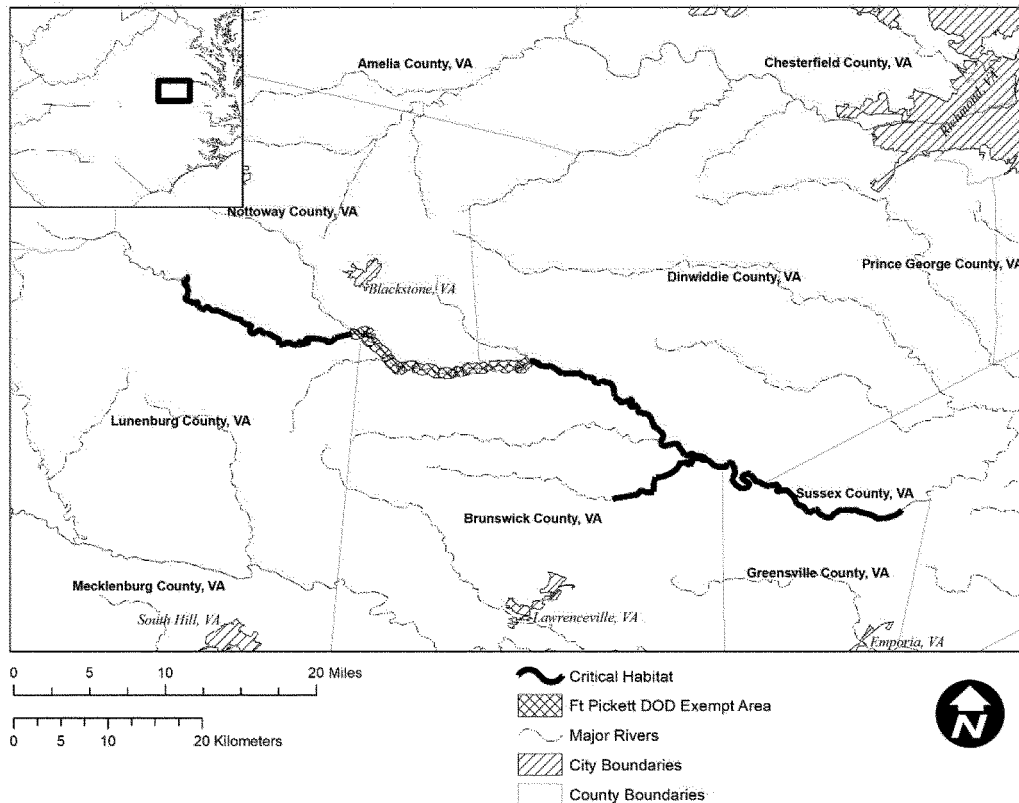 Amelia County, VA
Chesterfield County, VA
Richmond, VA
Nottoway County, VA
Blackstone, VA
Dinwiddie County, VA
Prince George County, VA
Lunenburg County, VA
Sussex County, VA
Brunswick County, VA
Mecklenburg County, VA
Greensville County, VA
South Hill, VA
Lawrenceville, VA
Emporia, VA
0 5 10 20 Miles
0 5 10 20 Kilometers
Critical Habitat
Ft Pickett DOD Exempt Area
Major Rivers
City Boundaries
County Boundaries
N